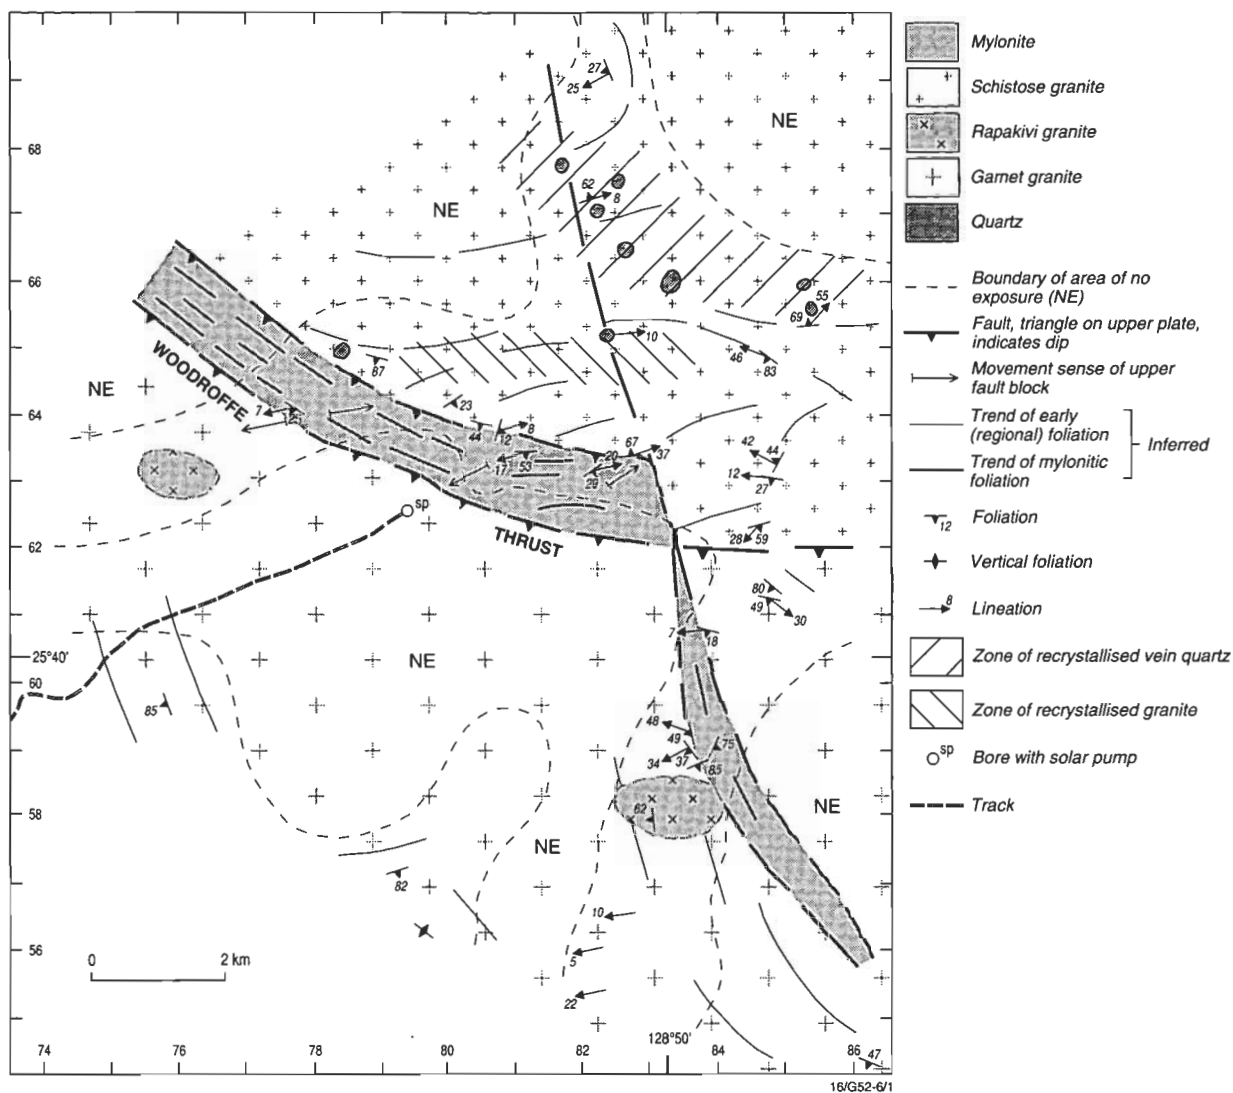 27
25
NE
68
62
8
NE
66
55
69
10
46
83
87
WOODROFFE
NE
64
7
23
44
12
8
67
37
42
44
20
17
53
29
12
27
sp
28
59
THRUST
62
80
49
30
7
18
25°40'
60
NE
85
48
49
75
34
37
85
58
62
NE
NE
82
10
56
5
22
0
2 km
128°50'
74
76
78
80
82
84
86
47
16/G52-6/1
Mylonite
Schistose granite
Rapakivi granite
Garnet granite
Quartz
Boundary of area of no
exposure (NE)
Fault, triangle on upper plate,
indicates dip
Movement sense of upper
fault block
Trend of early
(regional) foliation
Inferred
Trend of mylonitic
foliation
12
Foliation
Vertical foliation
8
Lineation
Zone of recrystallised vein quartz
Zone of recrystallised granite
sp
Bore with solar pump
Track